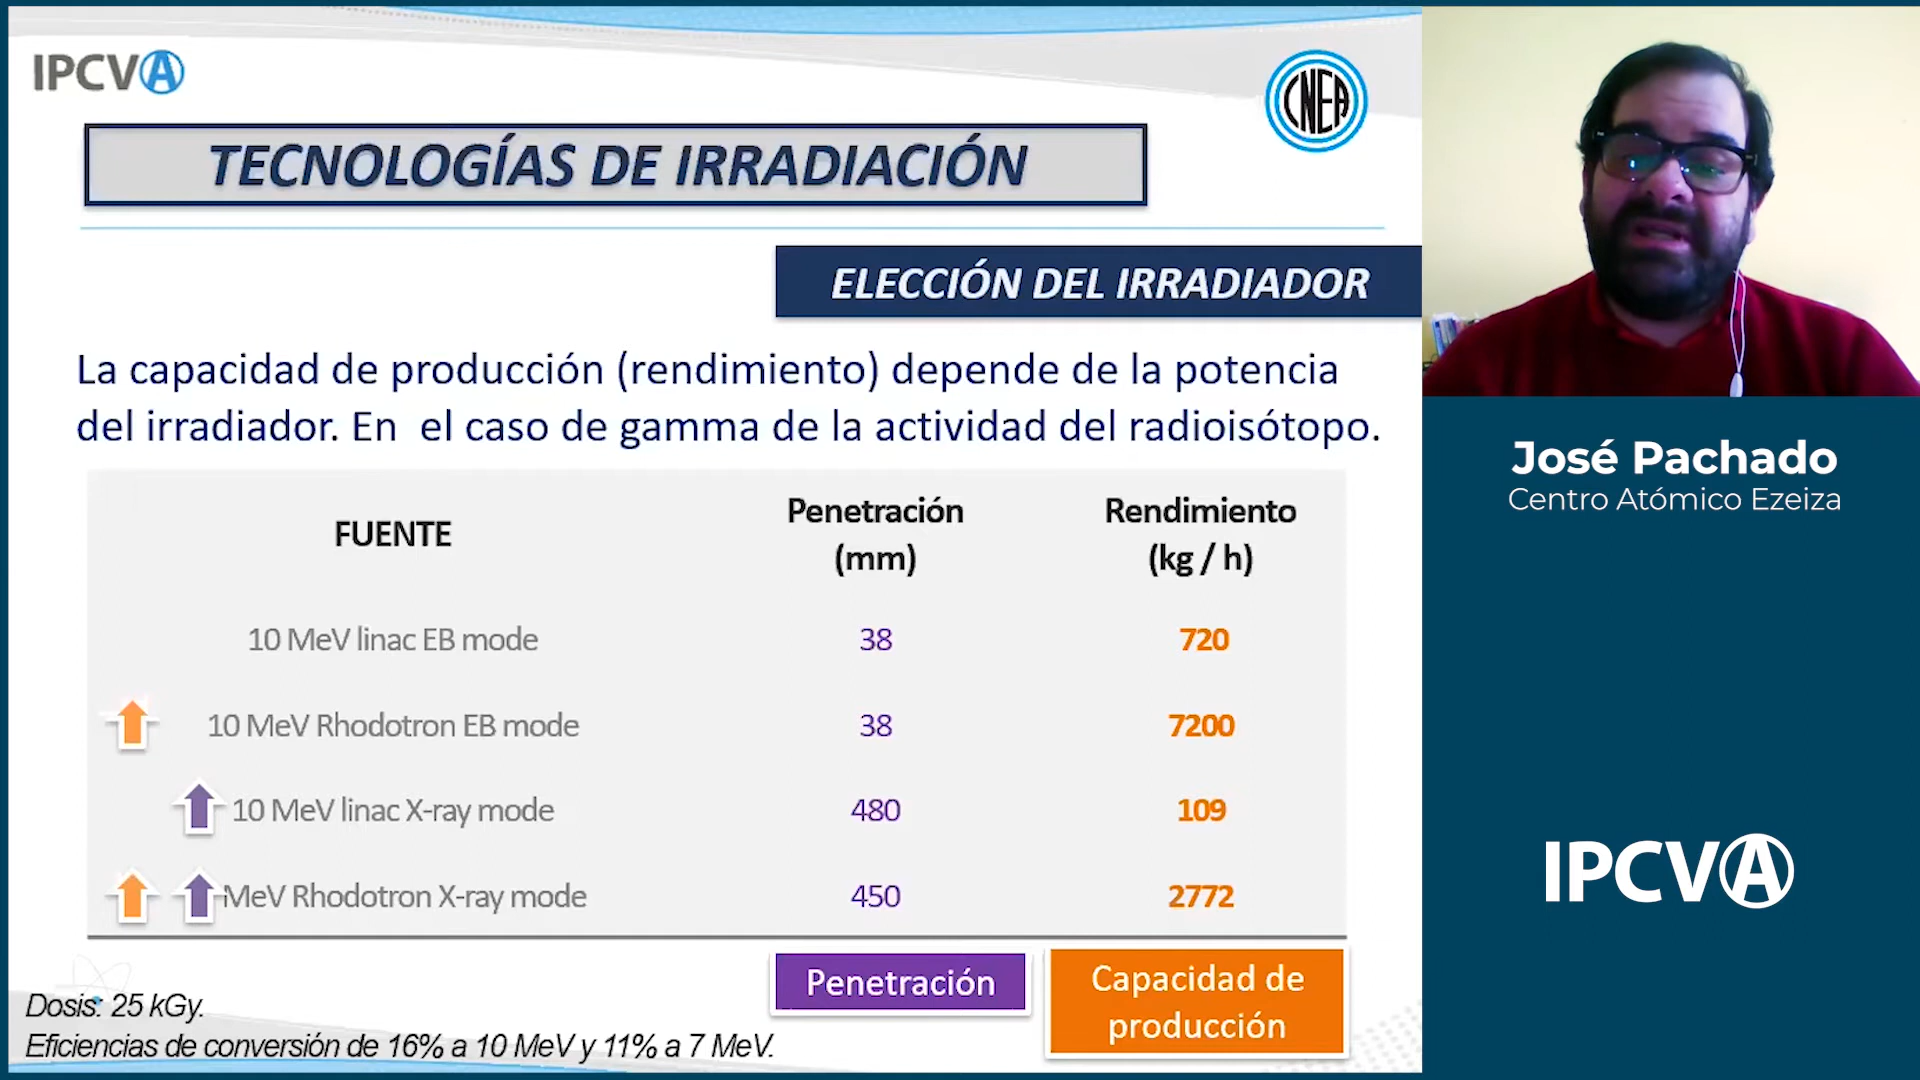 IPCVA
CNEA
TECNOLOGÍAS DE IRRADIACIÓN
ELECCIÓN DEL IRRADIADOR
La capacidad de producción (rendimiento) depende de la potencia
del irradiador. En el caso de gamma de la actividad del radioisótopo.
FUENTE Penetración (mm) Rendimiento (kg / h)
10 MeV linac EB mode 38 720
10 MeV Rhodotron EB mode 38 7200
10 MeV linac X-ray mode 480 109
MeV Rhodotron X-ray mode 450 2772
Penetración
Capacidad de
producción
Dosis: 25 kGy.
Eficiencias de conversión de 16% a 10 MeV y 11% a 7 MeV.
José Pachado
Centro Atómico Ezeiza
IPCVA